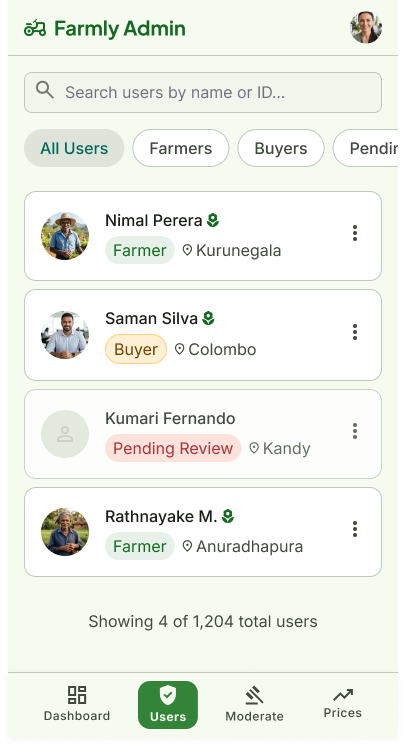 Farmly Admin
Search users by name or ID...
All Users
Farmers
Buyers
Nimal Perera
Farmer
Kurunegala
Saman Silva
Buyer
Colombo
Kumari Fernando
Pending Review
Kandy
Rathnayake M.
Farmer
Anuradhapura
Showing 4 of 1,204 total users
Dashboard
Users
Moderate
Prices